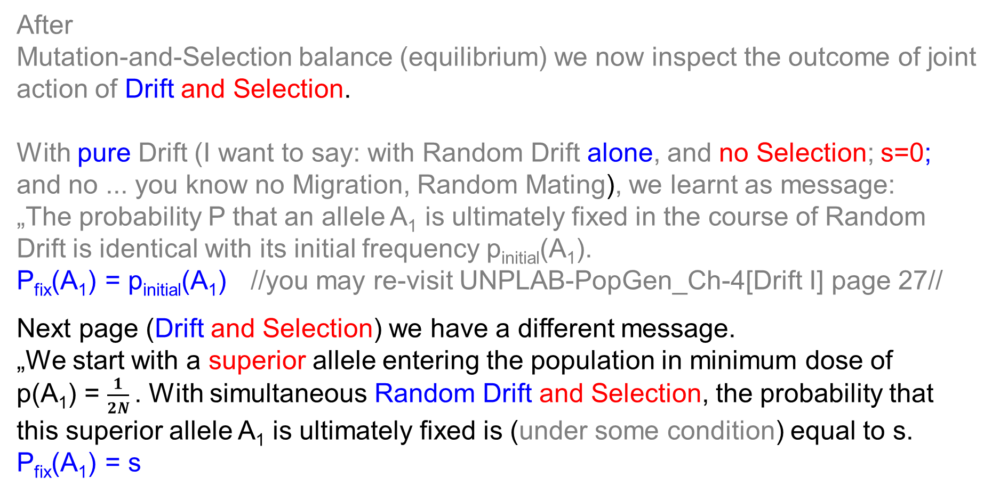 After
Mutation-and-Selection balance (equilibrium) we now inspect the outcome of joint
action of Drift and Selection.
With pure Drift (I want to say: with Random Drift alone, and no Selection; s=0;
and no ... you know no Migration, Random Mating), we learnt as message:
„The probability P that an allele A₁ is ultimately fixed in the course of Random
Drift is identical with its initial frequency p_initial(A₁).
P_fix(A₁) = p_initial(A₁) //you may re-visit UNPLAB-PopGen_Ch-4[Drift I] page 27//
Next page (Drift and Selection) we have a different message.
„We start with a superior allele entering the population in minimum dose of
p(A₁) = 1/2N . With simultaneous Random Drift and Selection, the probability that
this superior allele A₁ is ultimately fixed is (under some condition) equal to s.
P_fix(A₁) = s